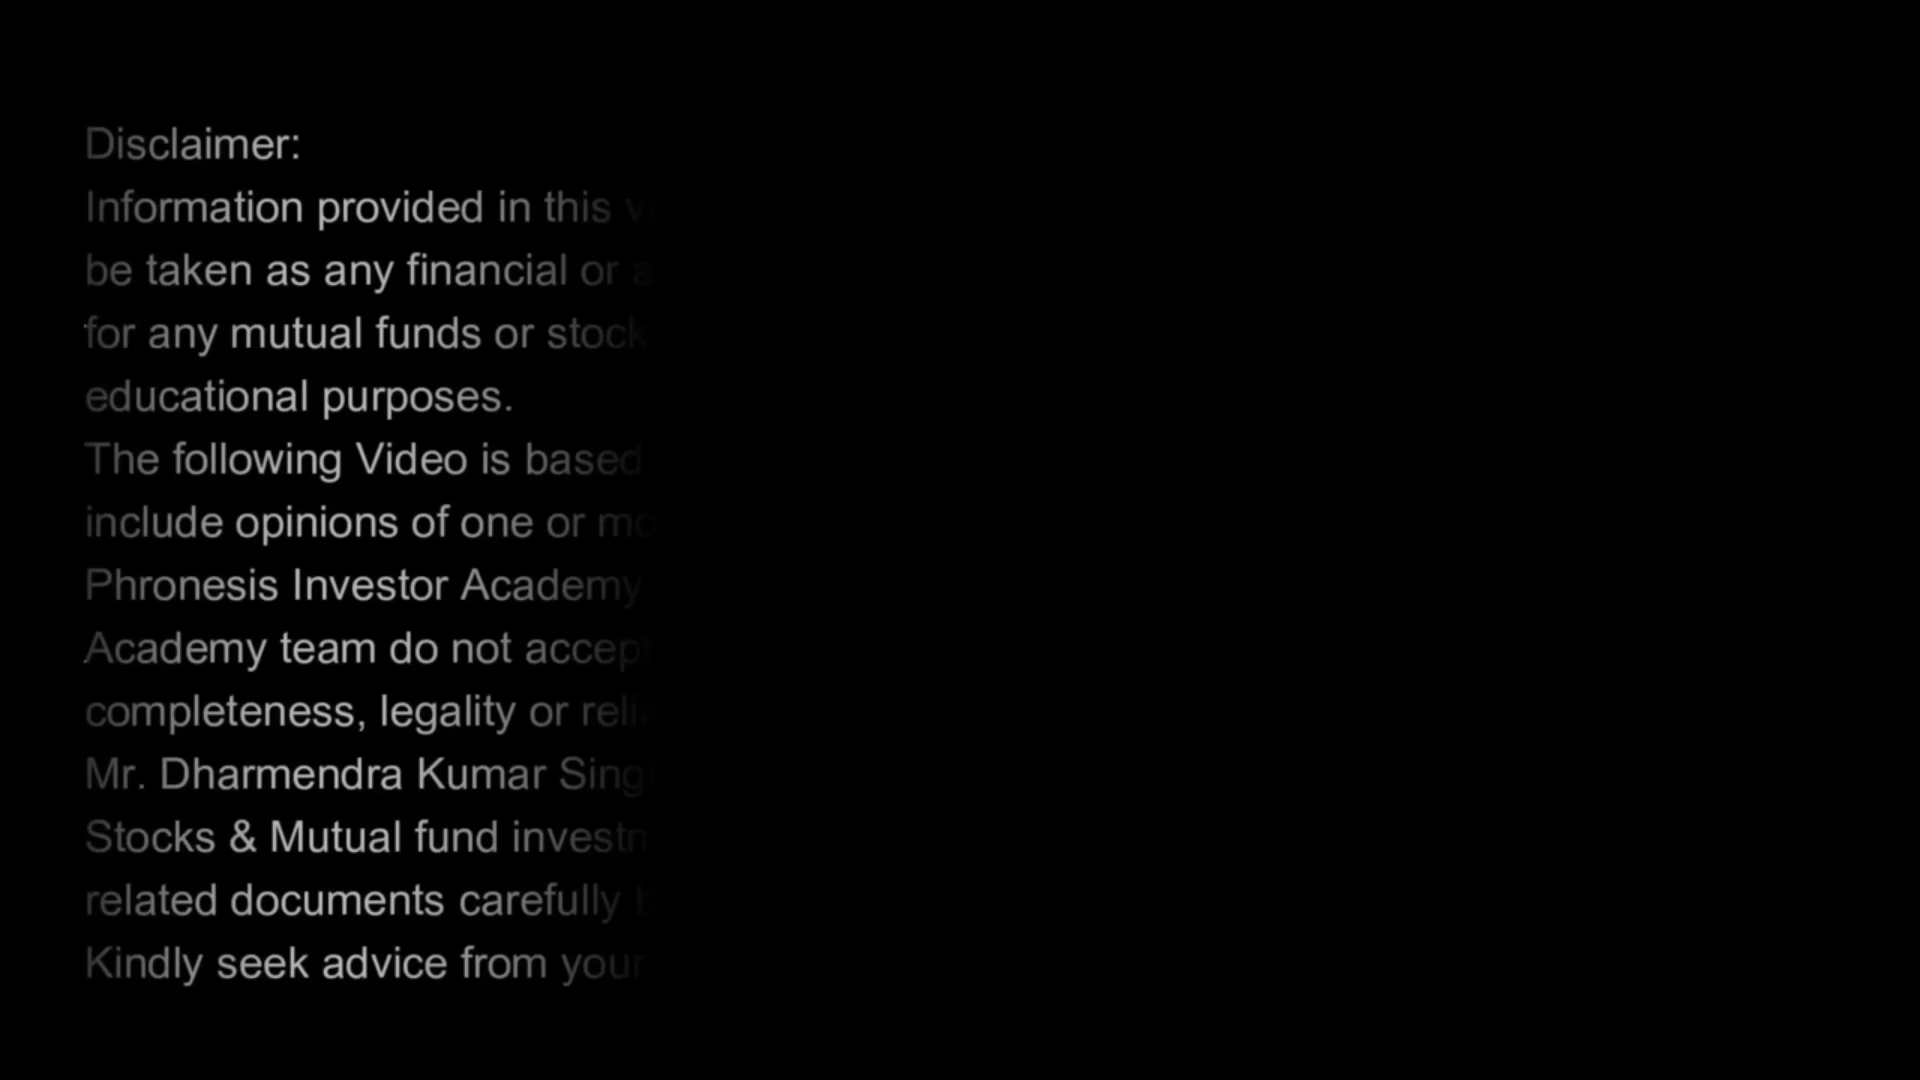 Disclaimer:
Information provided in this
be taken as any financial or
for any mutual funds or stock
educational purposes.
The following Video is based
include opinions of one or
Phronesis Investor Academy
Academy team do not accept
completeness, legality or
Mr. Dharmendra Kumar
Stocks & Mutual fund
related documents carefully
Kindly seek advice from your